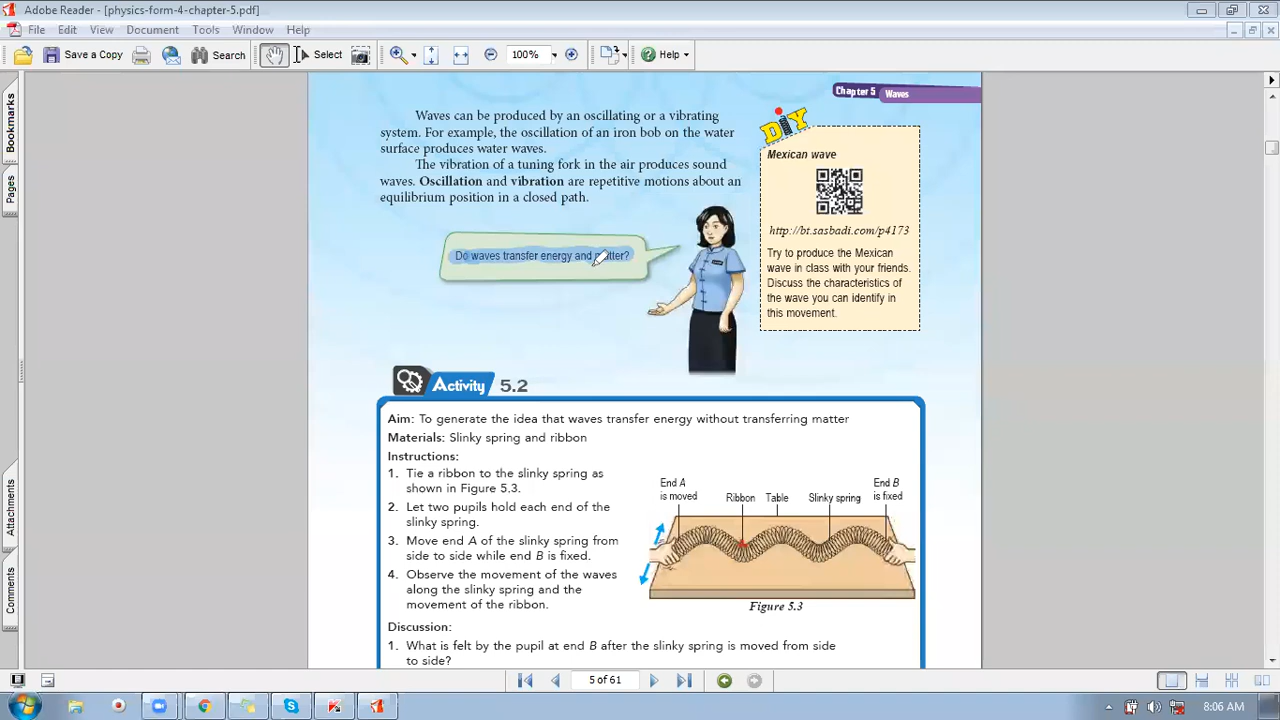 Adobe Reader - [physics-form-4-chapter-5.pdf]
File Edit View Document Tools Window Help
Save a Copy Search Select 100% Help
Bookmarks
Pages
Attachments
Comments
Chapter 5 Waves
Waves can be produced by an oscillating or a vibrating
system. For example, the oscillation of an iron bob on the water
surface produces water waves.
The vibration of a tuning fork in the air produces sound
waves. Oscillation and vibration are repetitive motions about an
equilibrium position in a closed path.
Do waves transfer energy and matter?
DiY
Mexican wave
http://bt.sasbadi.com/p4173
Try to produce the Mexican
wave in class with your friends.
Discuss the characteristics of
the wave you can identify in
this movement.
Activity 5.2
Aim: To generate the idea that waves transfer energy without transferring matter
Materials: Slinky spring and ribbon
Instructions:
1. Tie a ribbon to the slinky spring as
shown in Figure 5.3.
2. Let two pupils hold each end of the
slinky spring.
3. Move end A of the slinky spring from
side to side while end B is fixed.
4. Observe the movement of the waves
along the slinky spring and the
movement of the ribbon.
End A
is moved
Ribbon
Table
Slinky spring
End B
is fixed
Figure 5.3
Discussion:
1. What is felt by the pupil at end B after the slinky spring is moved from side
to side?
5 of 61
8:06 AM